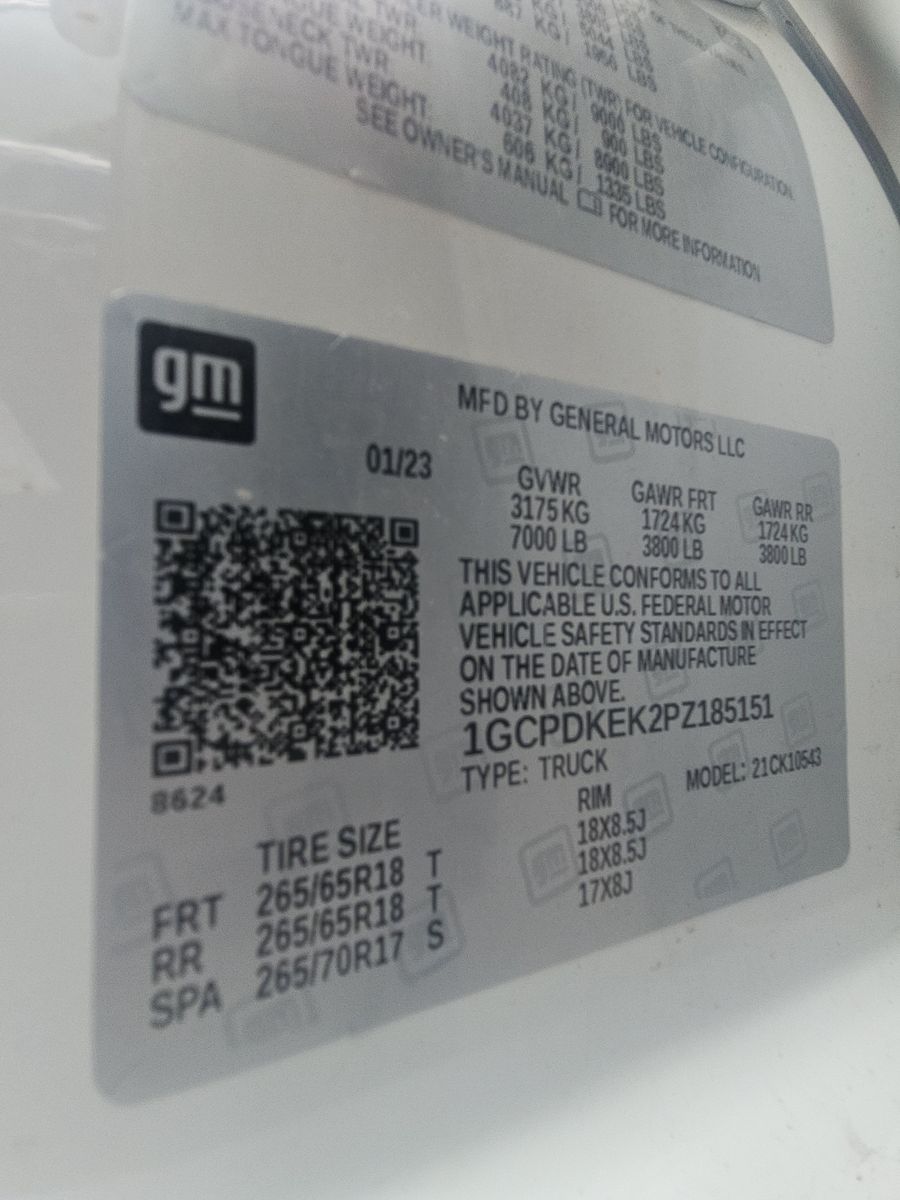 TWR
WEIGHT
MAX TONGUE WEIGHT
KG / 1960 LBS
WEIGHT RATING (TWR) FOR VEHICLE CONFIGURATION
4082 KG / 9000 LBS
408 KG / 900 LBS
4037 KG / 8900 LBS
606 KG / 1335 LBS
SEE OWNER'S MANUAL FOR MORE INFORMATION
gm
MFD BY GENERAL MOTORS LLC
01/23
GVWR GAWR FRT GAWR RR
3175 KG 1724 KG 1724 KG
7000 LB 3800 LB 3800 LB
THIS VEHICLE CONFORMS TO ALL
APPLICABLE U.S. FEDERAL MOTOR
VEHICLE SAFETY STANDARDS IN EFFECT
ON THE DATE OF MANUFACTURE
SHOWN ABOVE.
1GCPDKEK2PZ185151
TYPE: TRUCK MODEL: 21CK10543
8624
TIRE SIZE RIM
FRT 265/65R18 T 18X8.5J
RR 265/65R18 T 18X8.5J
SPA 265/70R17 S 17X8J